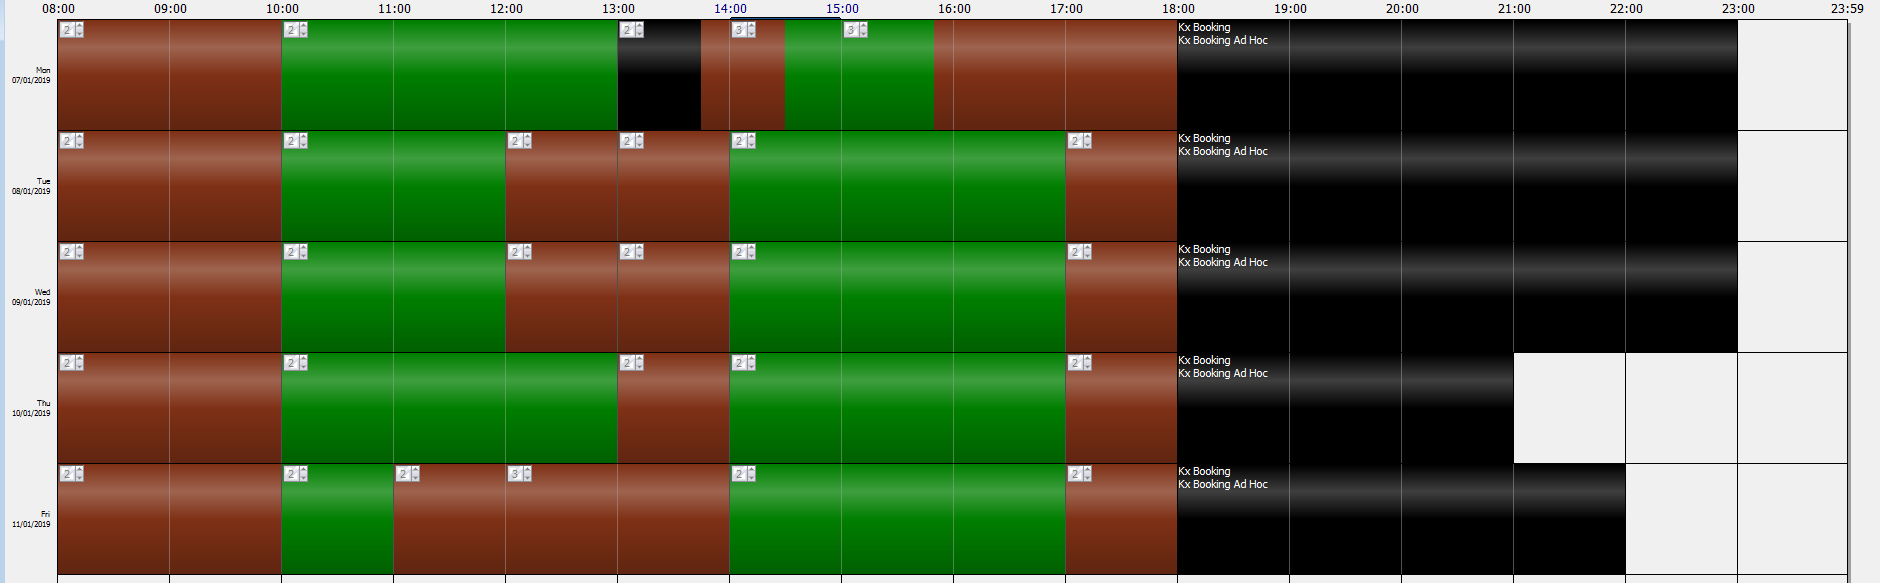 08:00 09:00 10:00 11:00 12:00 13:00 14:00 15:00 16:00 17:00 18:00 19:00 20:00 21:00 22:00 23:00 23:59
2 2 2 3 3
Kx Booking
Kx Booking Ad Hoc
Mon
07/01/2019
2 2 2 2 2 2
Kx Booking
Kx Booking Ad Hoc
Tue
08/01/2019
2 2 2 2 2 2
Kx Booking
Kx Booking Ad Hoc
Wed
09/01/2019
2 2 2 2 2
Kx Booking
Kx Booking Ad Hoc
Thu
10/01/2019
2 2 2 3 2 2
Kx Booking
Kx Booking Ad Hoc
Fri
11/01/2019